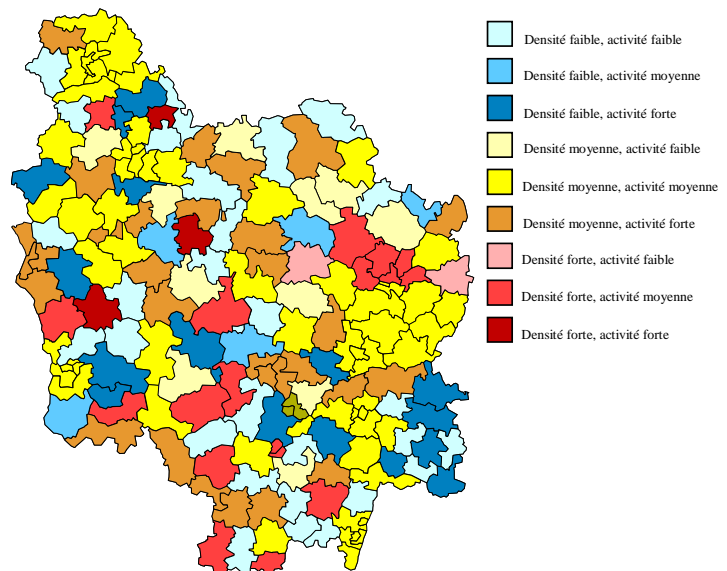 Densité faible, activité faible
Densité faible, activité moyenne
Densité faible, activité forte
Densité moyenne, activité faible
Densité moyenne, activité moyenne
Densité moyenne, activité forte
Densité forte, activité faible
Densité forte, activité moyenne
Densité forte, activité forte